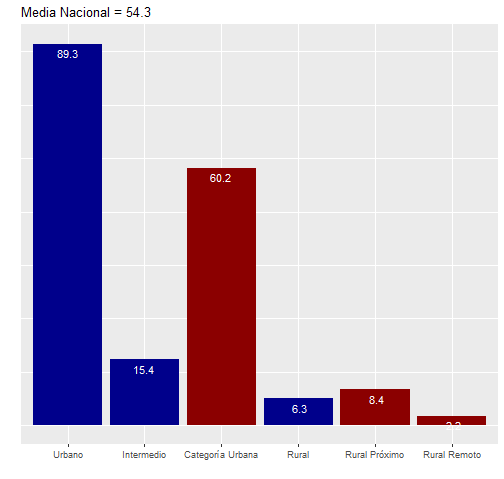 Media Nacional = 54.3
89.3
15.4
60.2
6.3
8.4
Urbano
Intermedio
Categoría Urbana
Rural
Rural Próximo
Rural Remoto